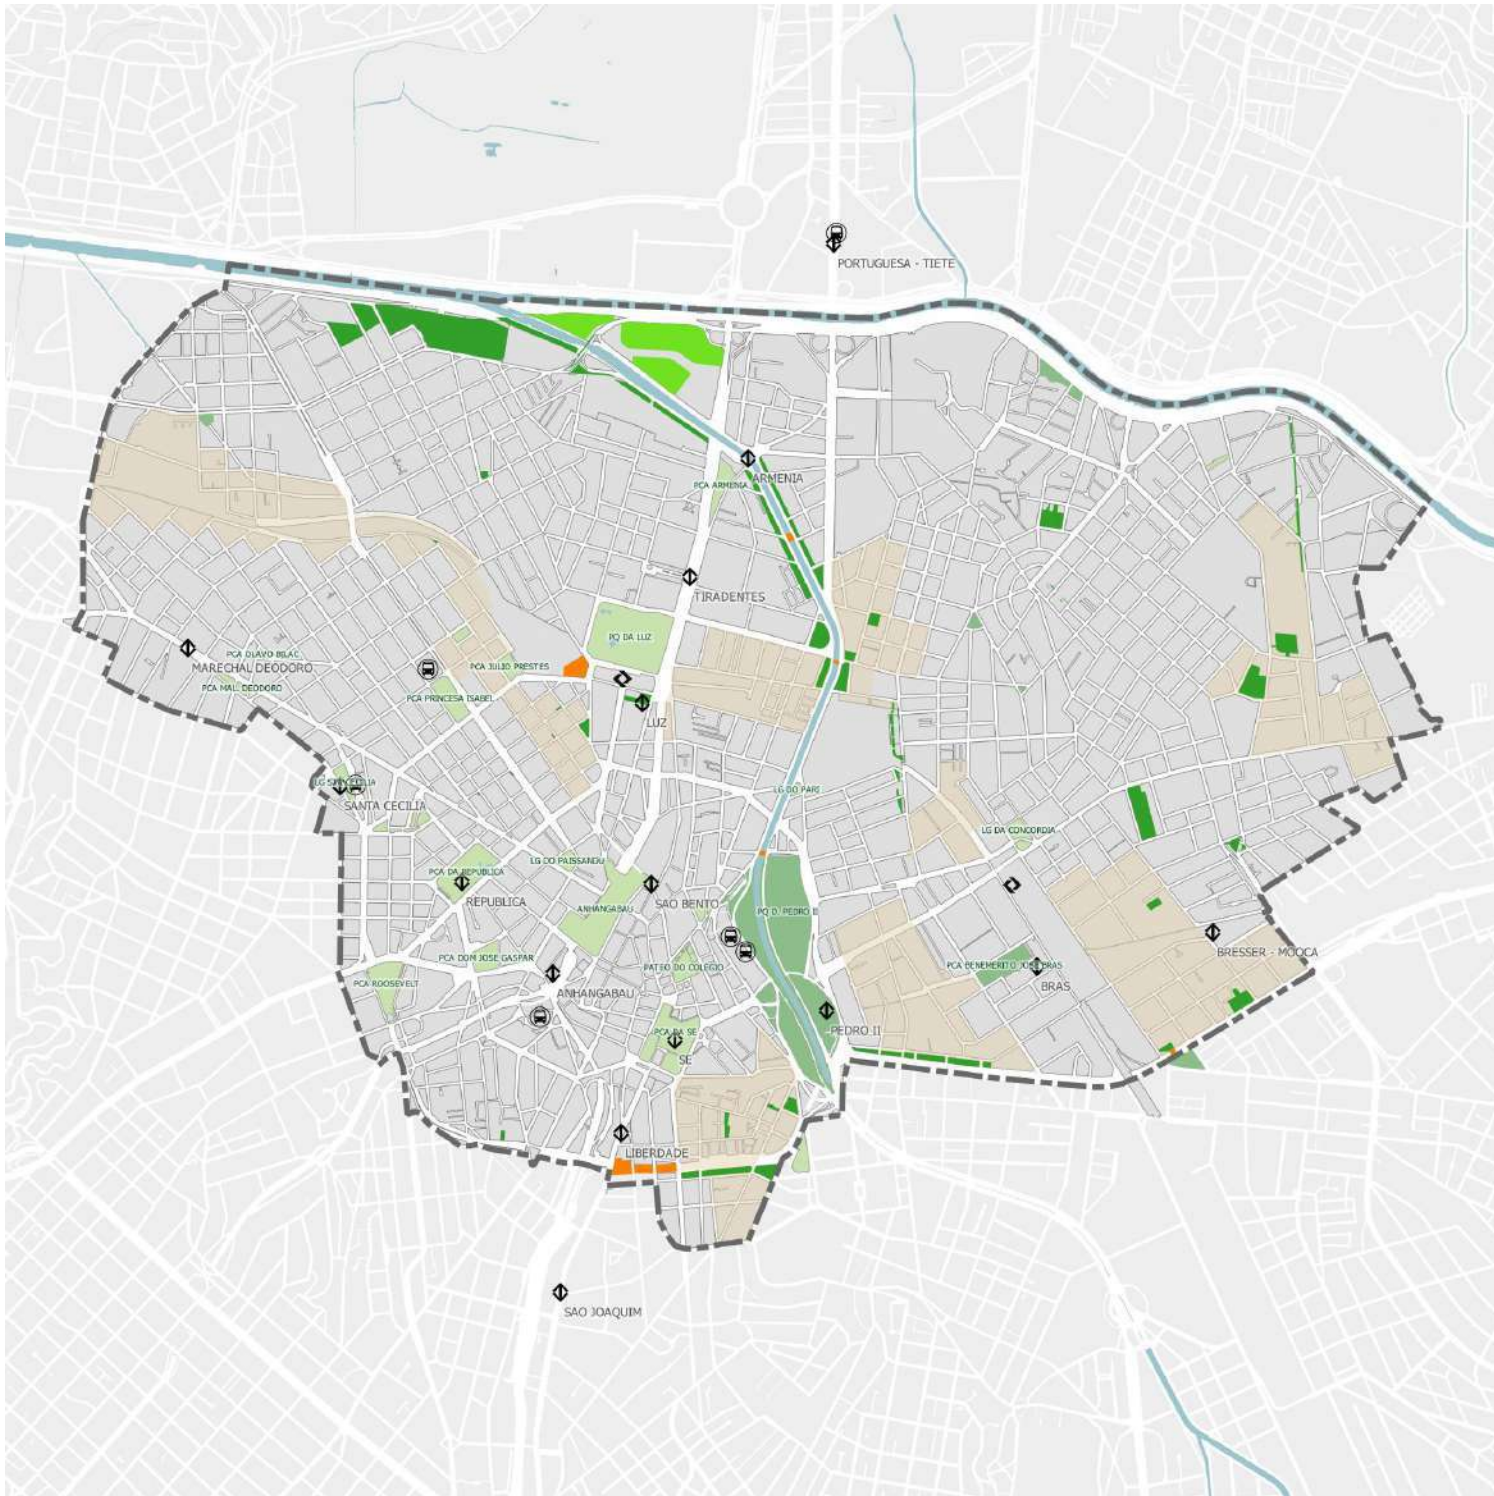 PORTUGUESA - TIETE
ARMENIA
PCA ARMENIA
TIRADENTES
PQ DA LUZ
PCA OLAVO BILAC
MARECHAL DEODORO
PCA MAL. DEODORO
PCA JULIO PRESTES
PCA PRINCESA ISABEL
LUZ
LG STA CECILIA
SANTA CECILIA
LG DO PARI
LG DA CONCORDIA
LG DO PAISSANDU
PCA DA REPUBLICA
REPUBLICA
SAO BENTO
ANHANGABAU
PQ D. PEDRO II
BRESSER - MOOCA
PCA DOM JOSE GASPAR
PATEO DO COLEGIO
PCA BENEMERITO JOSE BRAS
PCA ROOSEVELT
ANHANGABAU
BRAS
PCA DA SE
PEDRO II
SE
LIBERDADE
SAO JOAQUIM